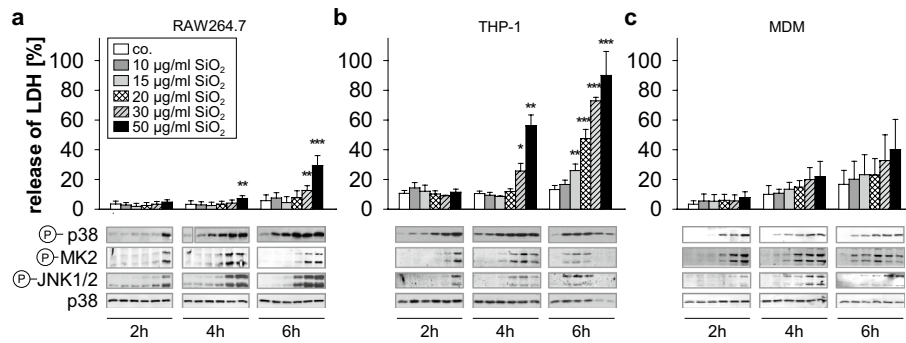 a
RAW264.7
b
THP-1
c
MDM
release of LDH [%]
100
80
60
40
20
0
co.
10 µg/ml SiO₂
15 µg/ml SiO₂
20 µg/ml SiO₂
30 µg/ml SiO₂
50 µg/ml SiO₂
** ** ***
100
80
60
40
20
0
* ** ** *** *** ***
100
80
60
40
20
0
P-p38
P-MK2
P-JNK1/2
p38
2h 4h 6h
2h 4h 6h
2h 4h 6h